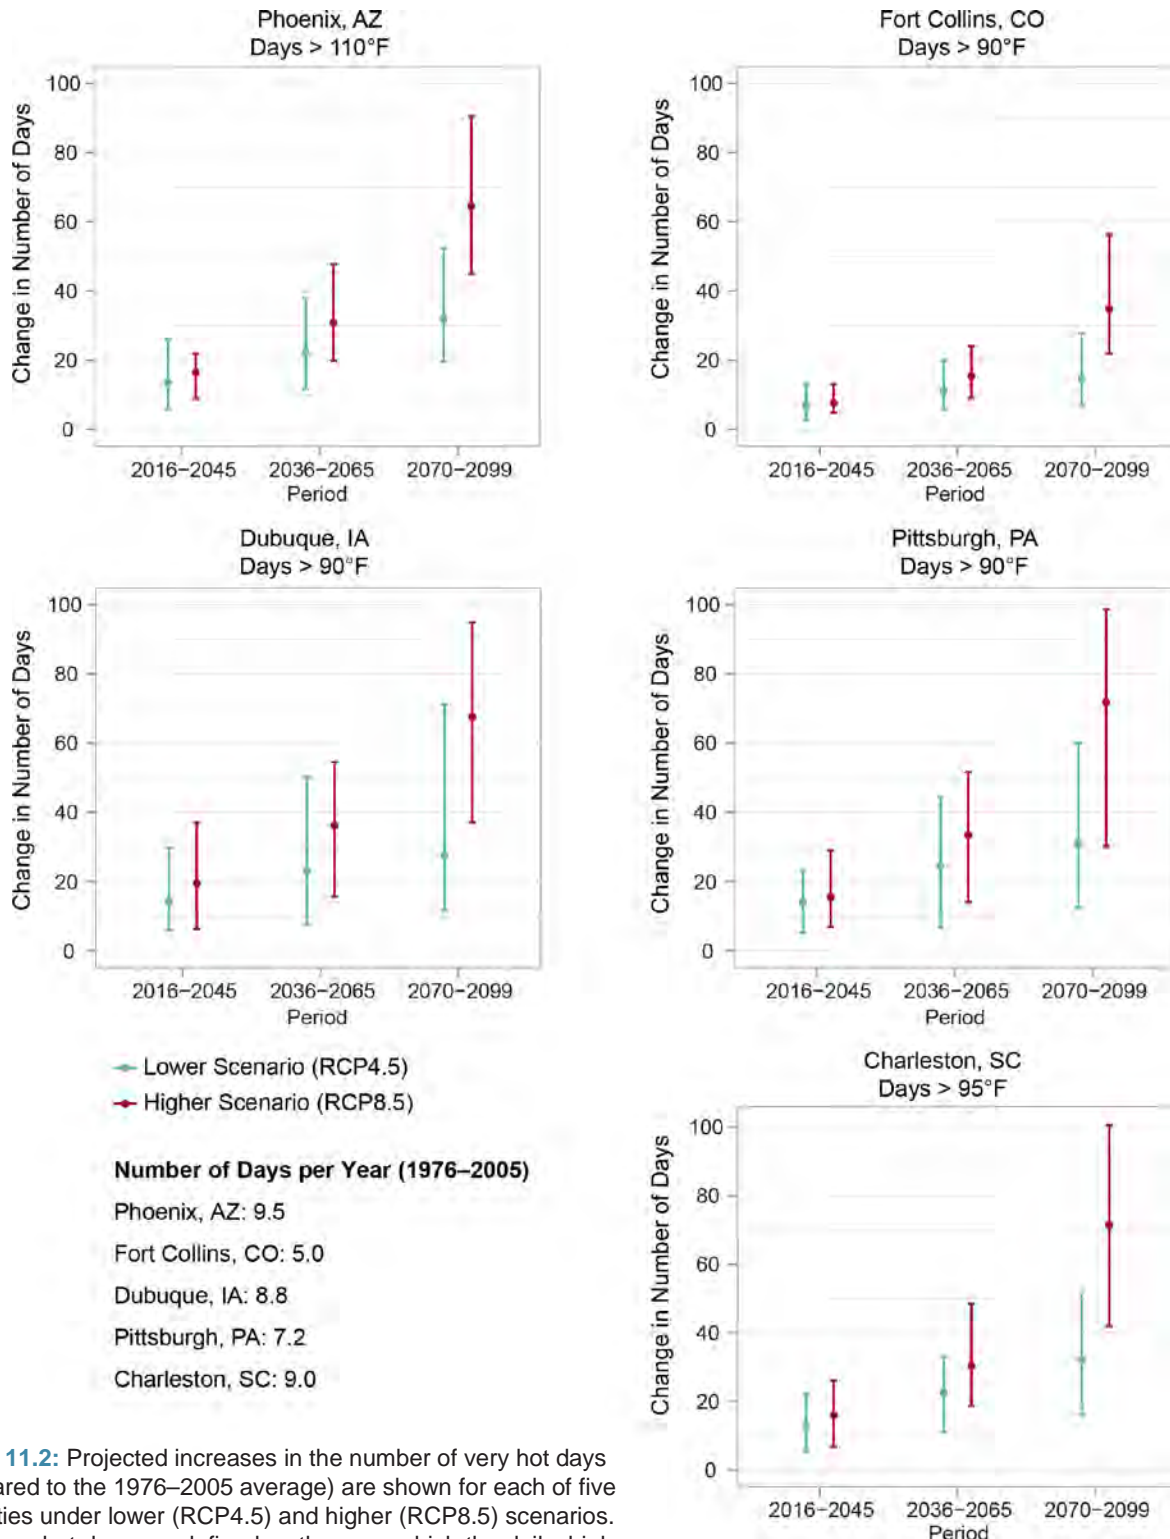 Phoenix, AZ
Days > 110°F
Change in Number of Days
100
80
60
40
20
0
2016–2045
2036–2065
2070–2099
Period
Fort Collins, CO
Days > 90°F
Change in Number of Days
100
80
60
40
20
0
2016–2045
2036–2065
2070–2099
Period
Dubuque, IA
Days > 90°F
Change in Number of Days
100
80
60
40
20
0
2016–2045
2036–2065
2070–2099
Period
Pittsburgh, PA
Days > 90°F
Change in Number of Days
100
80
60
40
20
0
2016–2045
2036–2065
2070–2099
Period
Lower Scenario (RCP4.5)
Higher Scenario (RCP8.5)
Number of Days per Year (1976–2005)
Phoenix, AZ: 9.5
Fort Collins, CO: 5.0
Dubuque, IA: 8.8
Pittsburgh, PA: 7.2
Charleston, SC: 9.0
Charleston, SC
Days > 95°F
Change in Number of Days
100
80
60
40
20
0
2016–2045
2036–2065
2070–2099
Period
11.2: Projected increases in the number of very hot days
ared to the 1976–2005 average) are shown for each of five
ties under lower (RCP4.5) and higher (RCP8.5) scenarios.